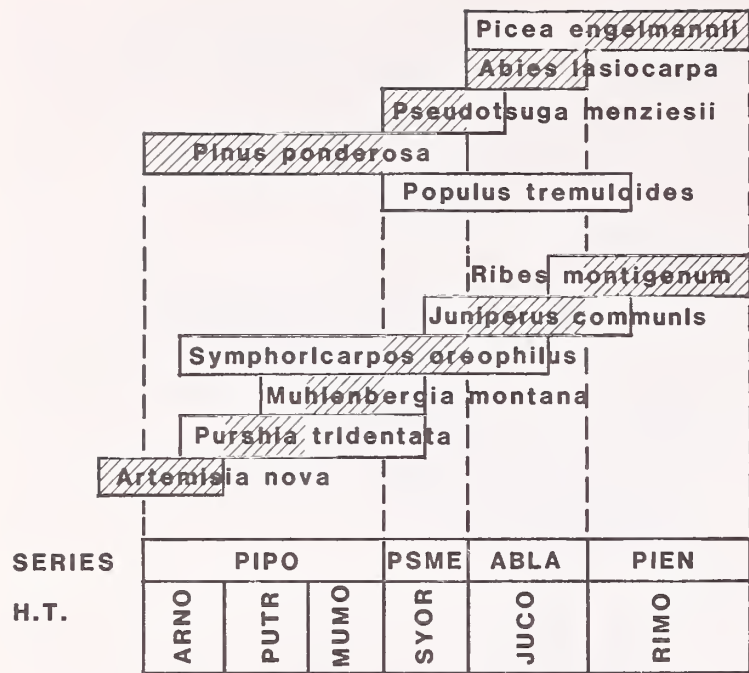 Picea engelmannii
Abies lasiocarpa
Pseudotsuga menziesii
Pinus ponderosa
Populus tremuloides
Ribes montigenum
Juniperus communis
Symphoricarpos oreophilus
Muhlenbergia montana
Purshia tridentata
Artemisia nova
SERIES PIPO PSME ABLA PIEN
H.T. ARNO PUTR MUMO SYOR JUCO RIMO